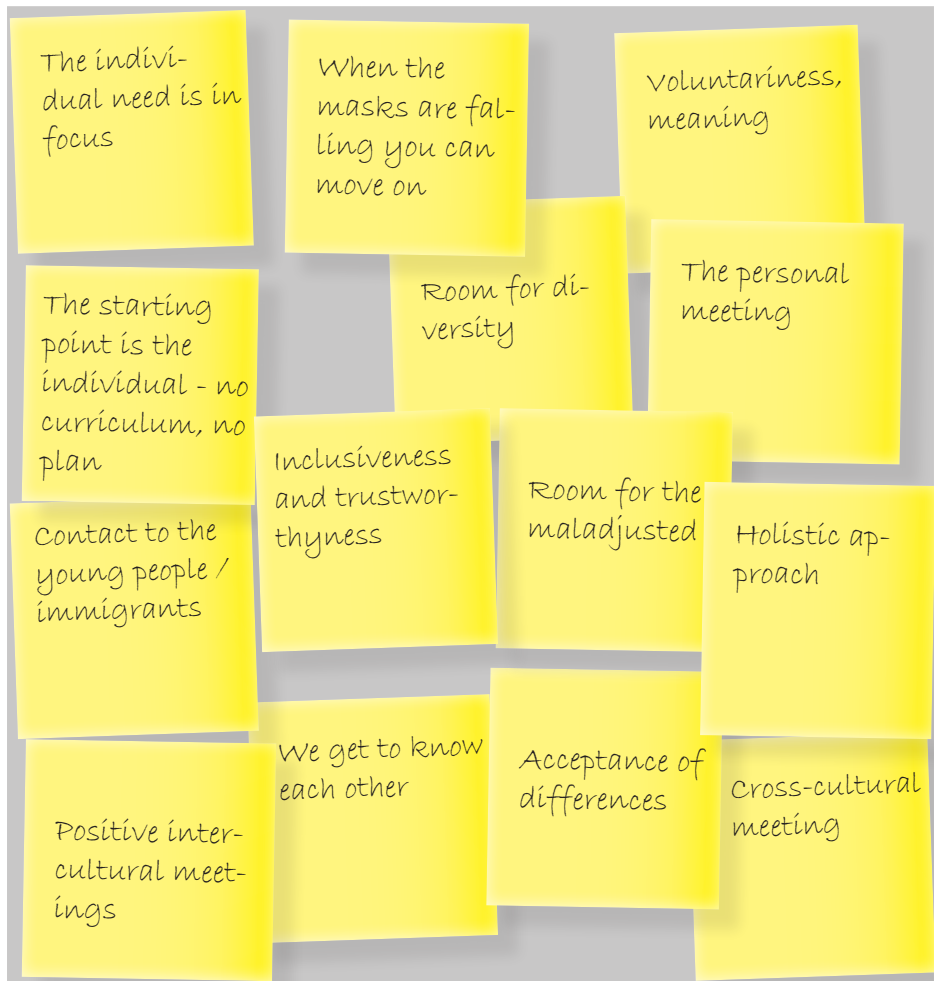 The indivi-
dual need is in
focus
When the
masks are fal-
ling you can
move on
Voluntariness,
meaning
Room for di-
versity
The personal
meeting
The starting
point is the
individual - no
curriculum, no
plan
Inclusiveness
and trustwor-
thyness
Room for the
maladjusted
Holistic ap-
proach
Contact to the
young people /
immigrants
We get to know
each other
Acceptance of
differences
Cross-cultural
meeting
Positive inter-
cultural meet-
ings